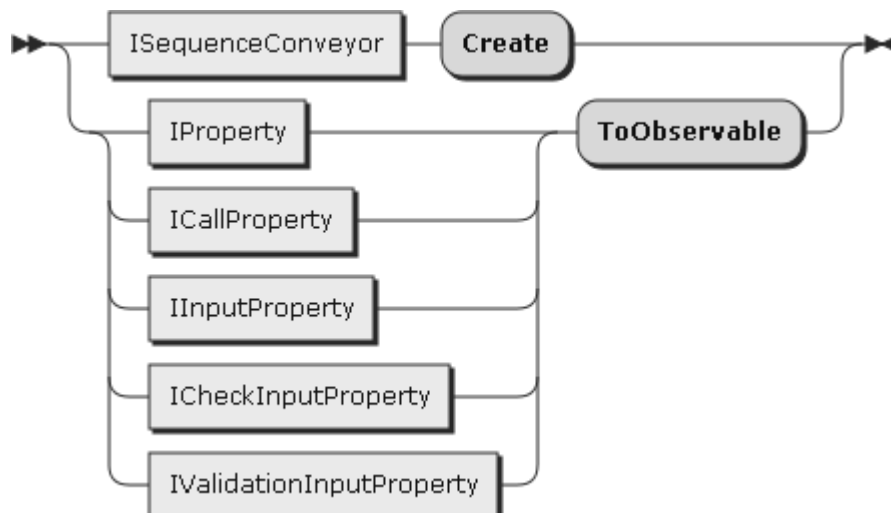 ISequenceConveyor Create
IProperty ToObservable
ICallProperty
IInputProperty
ICheckInputProperty
IValidationInputProperty